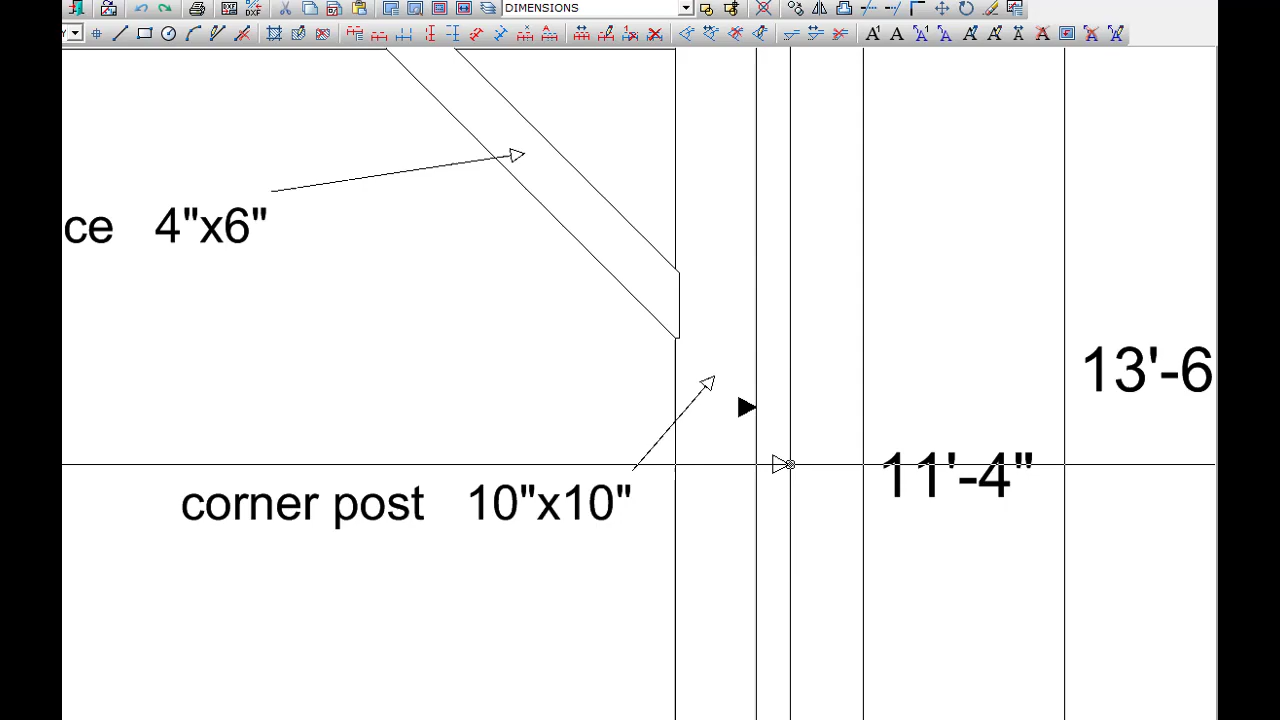 DIMENSIONS
ce 4"x6"
13'-6
11'-4"
corner post 10"x10"